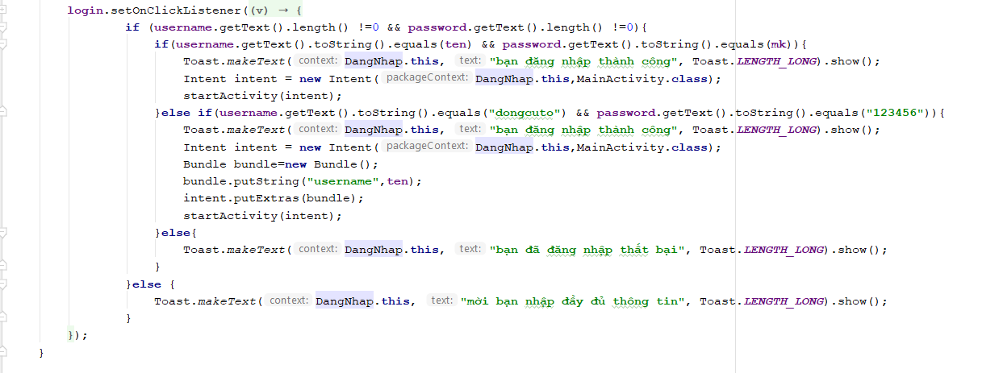 login.setOnClickListener((v) → {
if (username.getText().length() !=0 && password.getText().length() !=0){
if(username.getText().toString().equals(ten) && password.getText().toString().equals(mk)){
Toast.makeText( context: DangNhap.this, text: "bạn đăng nhập thành công", Toast.LENGTH_LONG).show();
Intent intent = new Intent( packageContext: DangNhap.this,MainActivity.class);
startActivity(intent);
}else if(username.getText().toString().equals("dongcuto") && password.getText().toString().equals("123456")){
Toast.makeText( context: DangNhap.this, text: "bạn đăng nhập thành công", Toast.LENGTH_LONG).show();
Intent intent = new Intent( packageContext: DangNhap.this,MainActivity.class);
Bundle bundle=new Bundle();
bundle.putString("username",ten);
intent.putExtras(bundle);
startActivity(intent);
}else{
Toast.makeText( context: DangNhap.this, text: "bạn đã đăng nhập thất bại", Toast.LENGTH_LONG).show();
}
}else {
Toast.makeText( context: DangNhap.this, text: "mời bạn nhập đầy đủ thông tin", Toast.LENGTH_LONG).show();
}
});
}